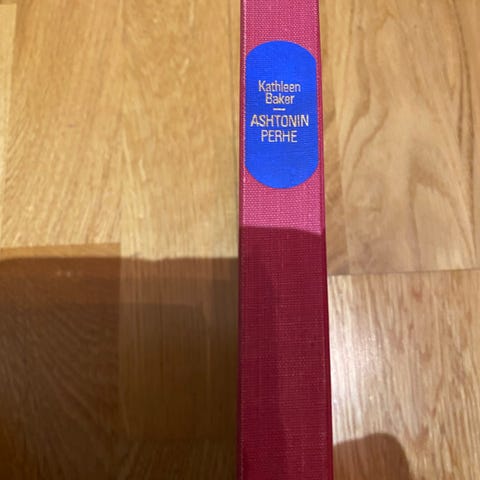 Kathleen
Baker
ASHTONIN
PERHE